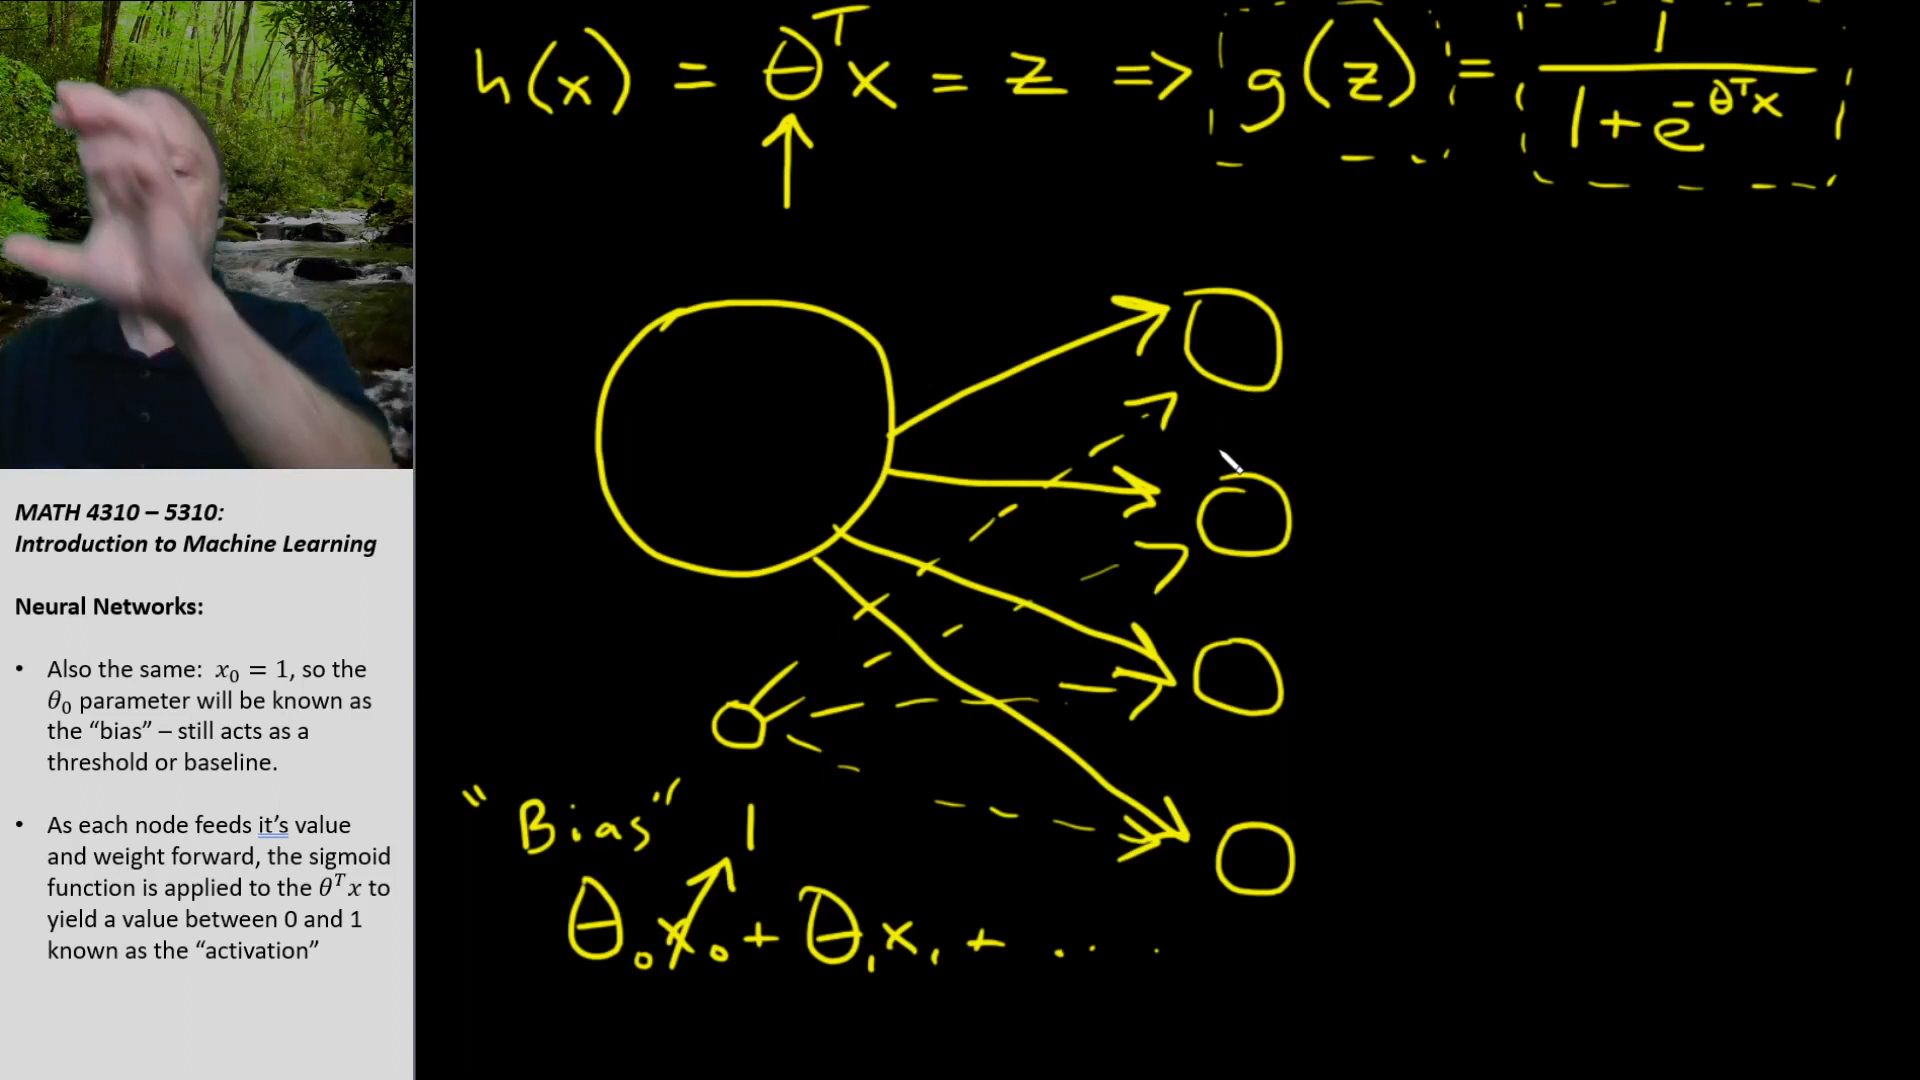 h(x) = θᵀx = z => g(z) = 1 / (1 + e^(-θᵀx))
MATH 4310 – 5310:
Introduction to Machine Learning
Neural Networks:
• Also the same: x₀ = 1, so the
θ₀ parameter will be known as
the “bias” – still acts as a
threshold or baseline.
• As each node feeds it’s value
and weight forward, the sigmoid
function is applied to the θᵀx to
yield a value between 0 and 1
known as the “activation”
"Bias" 1
θ₀x₀ + θ₁x₁ + ....